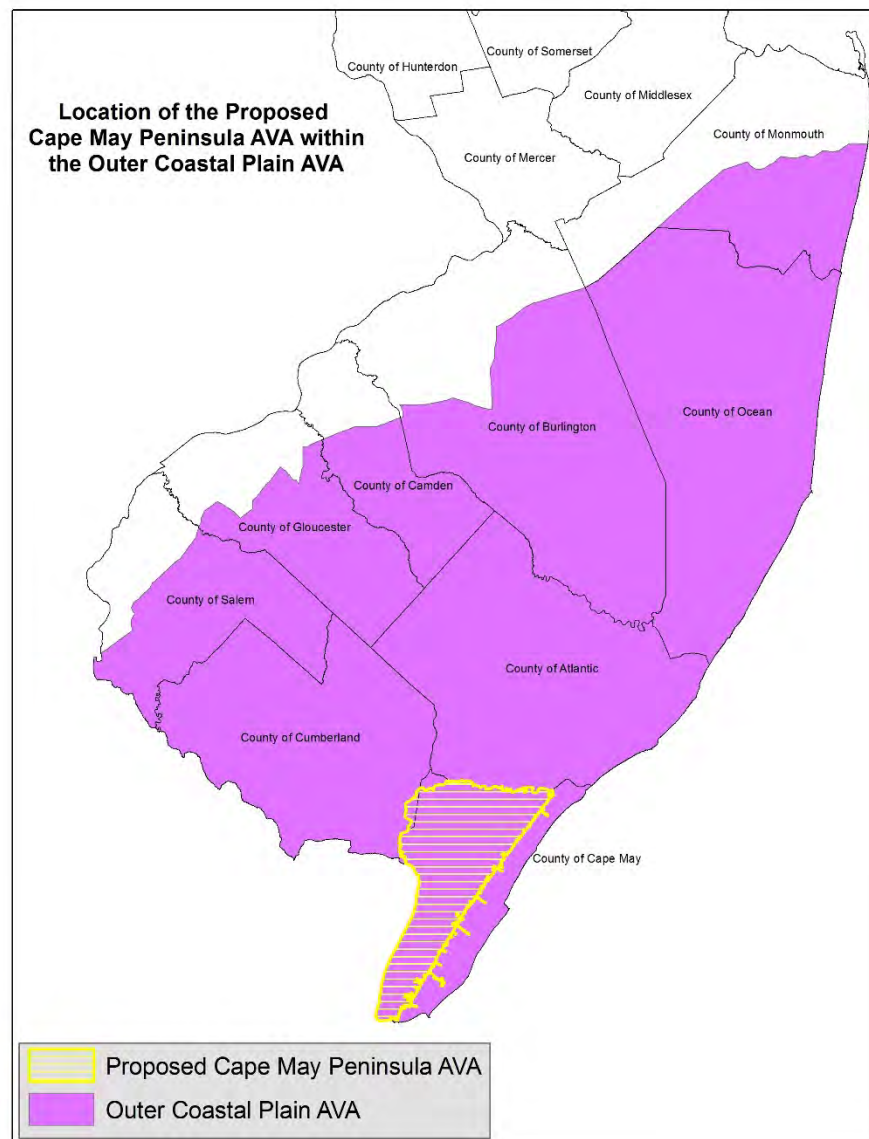 County of Somerset
County of Hunterdon
County of Middlesex
Location of the Proposed
Cape May Peninsula AVA within
the Outer Coastal Plain AVA
County of Monmouth
County of Mercer
County of Ocean
County of Burlington
County of Camden
County of Gloucester
County of Salem
County of Atlantic
County of Cumberland
County of Cape May
Proposed Cape May Peninsula AVA
Outer Coastal Plain AVA